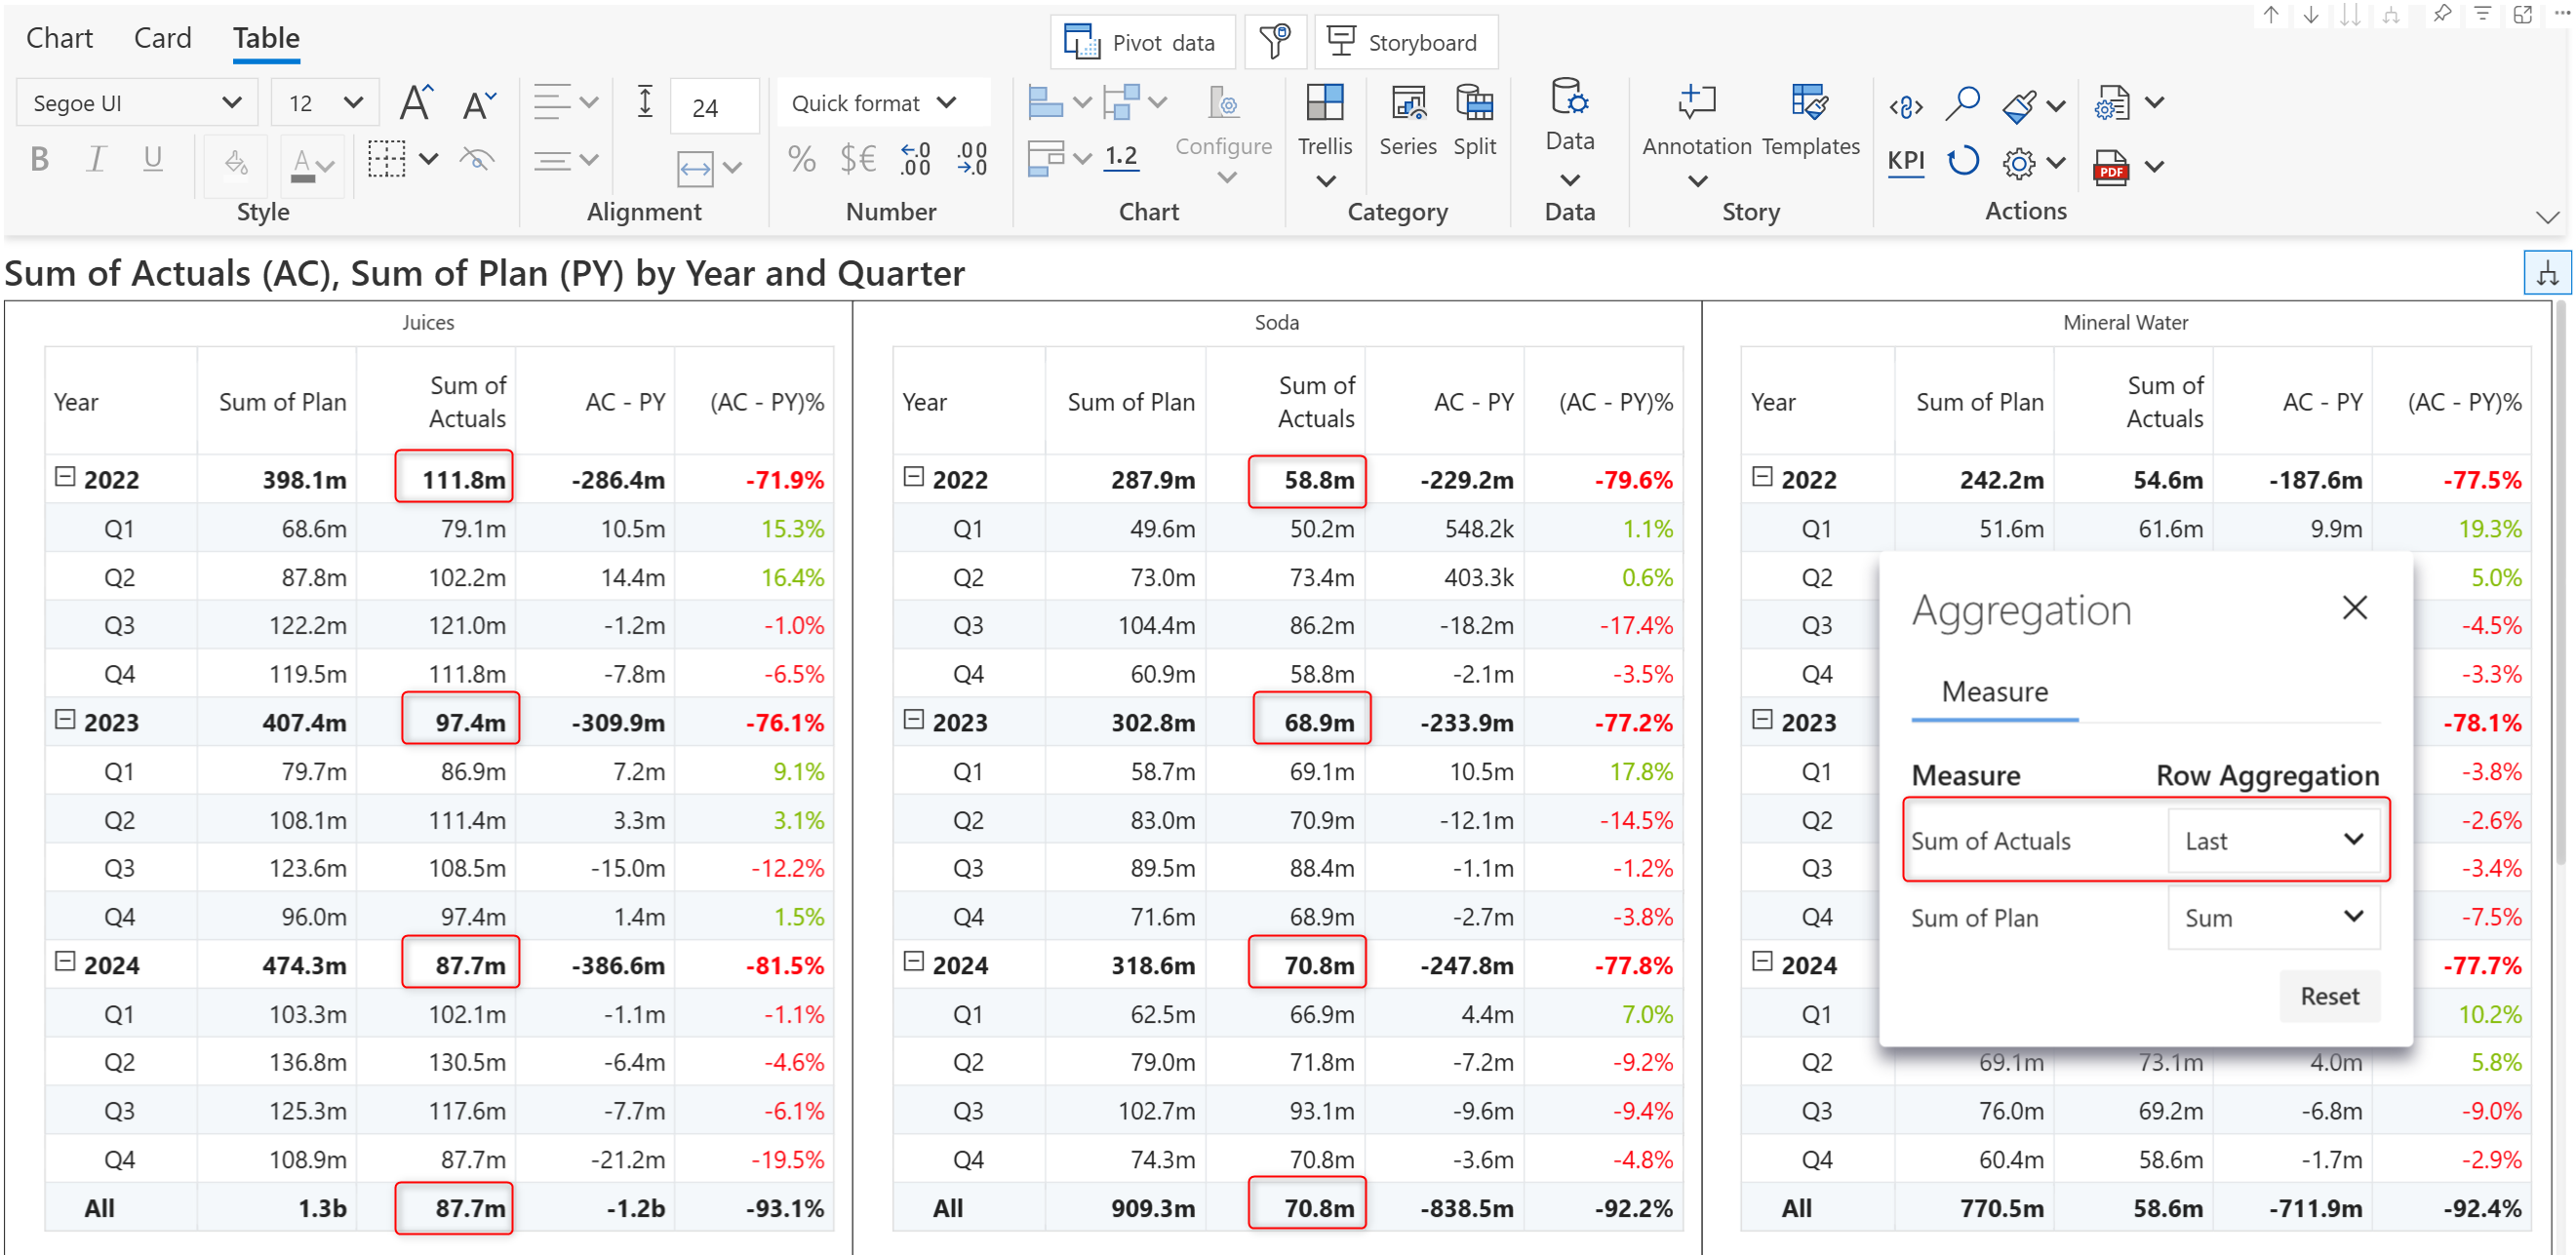 Chart Card Table
Pivot data Storyboard
Segoe UI 12 24 Quick format
Configure Trellis Series Split Data Annotation Templates
B I U A % $€ .0 .00 .00 .0 1.2 KPI PDF
Style Alignment Number Chart Category Data Story Actions
Sum of Actuals (AC), Sum of Plan (PY) by Year and Quarter
Juices
Year Sum of Plan Sum of Actuals AC - PY (AC - PY)%
2022 398.1m 111.8m -286.4m -71.9%
Q1 68.6m 79.1m 10.5m 15.3%
Q2 87.8m 102.2m 14.4m 16.4%
Q3 122.2m 121.0m -1.2m -1.0%
Q4 119.5m 111.8m -7.8m -6.5%
2023 407.4m 97.4m -309.9m -76.1%
Q1 79.7m 86.9m 7.2m 9.1%
Q2 108.1m 111.4m 3.3m 3.1%
Q3 123.6m 108.5m -15.0m -12.2%
Q4 96.0m 97.4m 1.4m 1.5%
2024 474.3m 87.7m -386.6m -81.5%
Q1 103.3m 102.1m -1.1m -1.1%
Q2 136.8m 130.5m -6.4m -4.6%
Q3 125.3m 117.6m -7.7m -6.1%
Q4 108.9m 87.7m -21.2m -19.5%
All 1.3b 87.7m -1.2b -93.1%
Soda
Year Sum of Plan Sum of Actuals AC - PY (AC - PY)%
2022 287.9m 58.8m -229.2m -79.6%
Q1 49.6m 50.2m 548.2k 1.1%
Q2 73.0m 73.4m 403.3k 0.6%
Q3 104.4m 86.2m -18.2m -17.4%
Q4 60.9m 58.8m -2.1m -3.5%
2023 302.8m 68.9m -233.9m -77.2%
Q1 58.7m 69.1m 10.5m 17.8%
Q2 83.0m 70.9m -12.1m -14.5%
Q3 89.5m 88.4m -1.1m -1.2%
Q4 71.6m 68.9m -2.7m -3.8%
2024 318.6m 70.8m -247.8m -77.8%
Q1 62.5m 66.9m 4.4m 7.0%
Q2 79.0m 71.8m -7.2m -9.2%
Q3 102.7m 93.1m -9.6m -9.4%
Q4 74.3m 70.8m -3.6m -4.8%
All 909.3m 70.8m -838.5m -92.2%
Mineral Water
Year Sum of Plan Sum of Actuals AC - PY (AC - PY)%
2022 242.2m 54.6m -187.6m -77.5%
Q1 51.6m 61.6m 9.9m 19.3%
Q2 5.0%
Q3 -4.5%
Q4 -3.3%
2023 -78.1%
Q1 -3.8%
Q2 -2.6%
Q3 -3.4%
Q4 -7.5%
2024 -77.7%
Q1 10.2%
Q2 69.1m 73.1m 4.0m 5.8%
Q3 76.0m 69.2m -6.8m -9.0%
Q4 60.4m 58.6m -1.7m -2.9%
All 770.5m 58.6m -711.9m -92.4%
Aggregation
Measure
Measure Row Aggregation
Sum of Actuals Last
Sum of Plan Sum
Reset